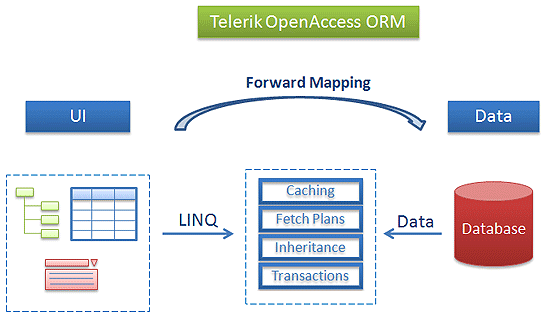 Telerik OpenAccess ORM
Forward Mapping
UI
Data
Caching
LINQ
Fetch Plans
Data
Inheritance
Database
Transactions